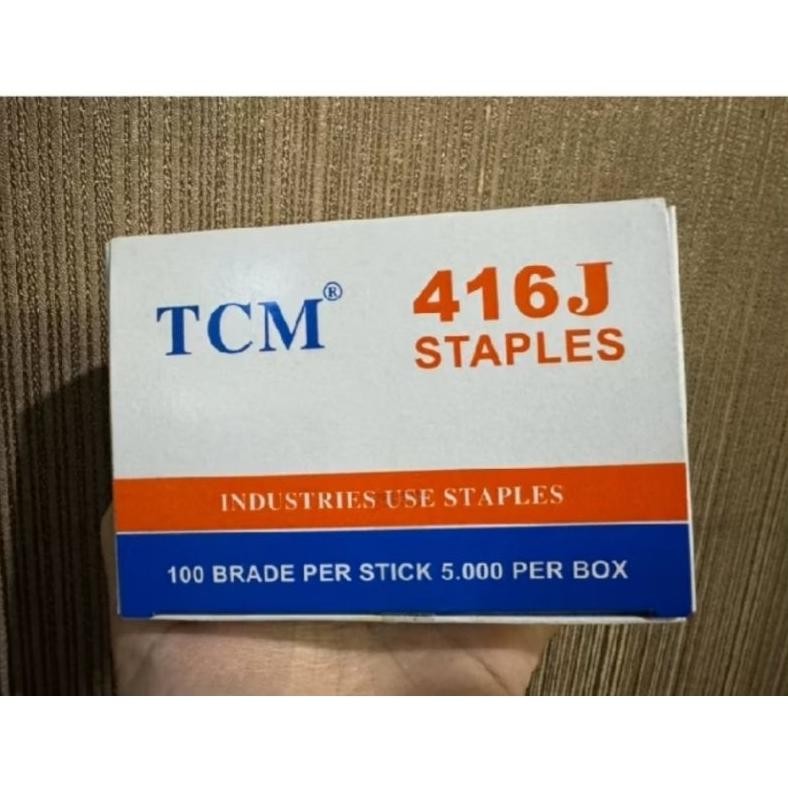 TCM®
416J
STAPLES
INDUSTRIES USE STAPLES
100 BRADE PER STICK 5.000 PER BOX